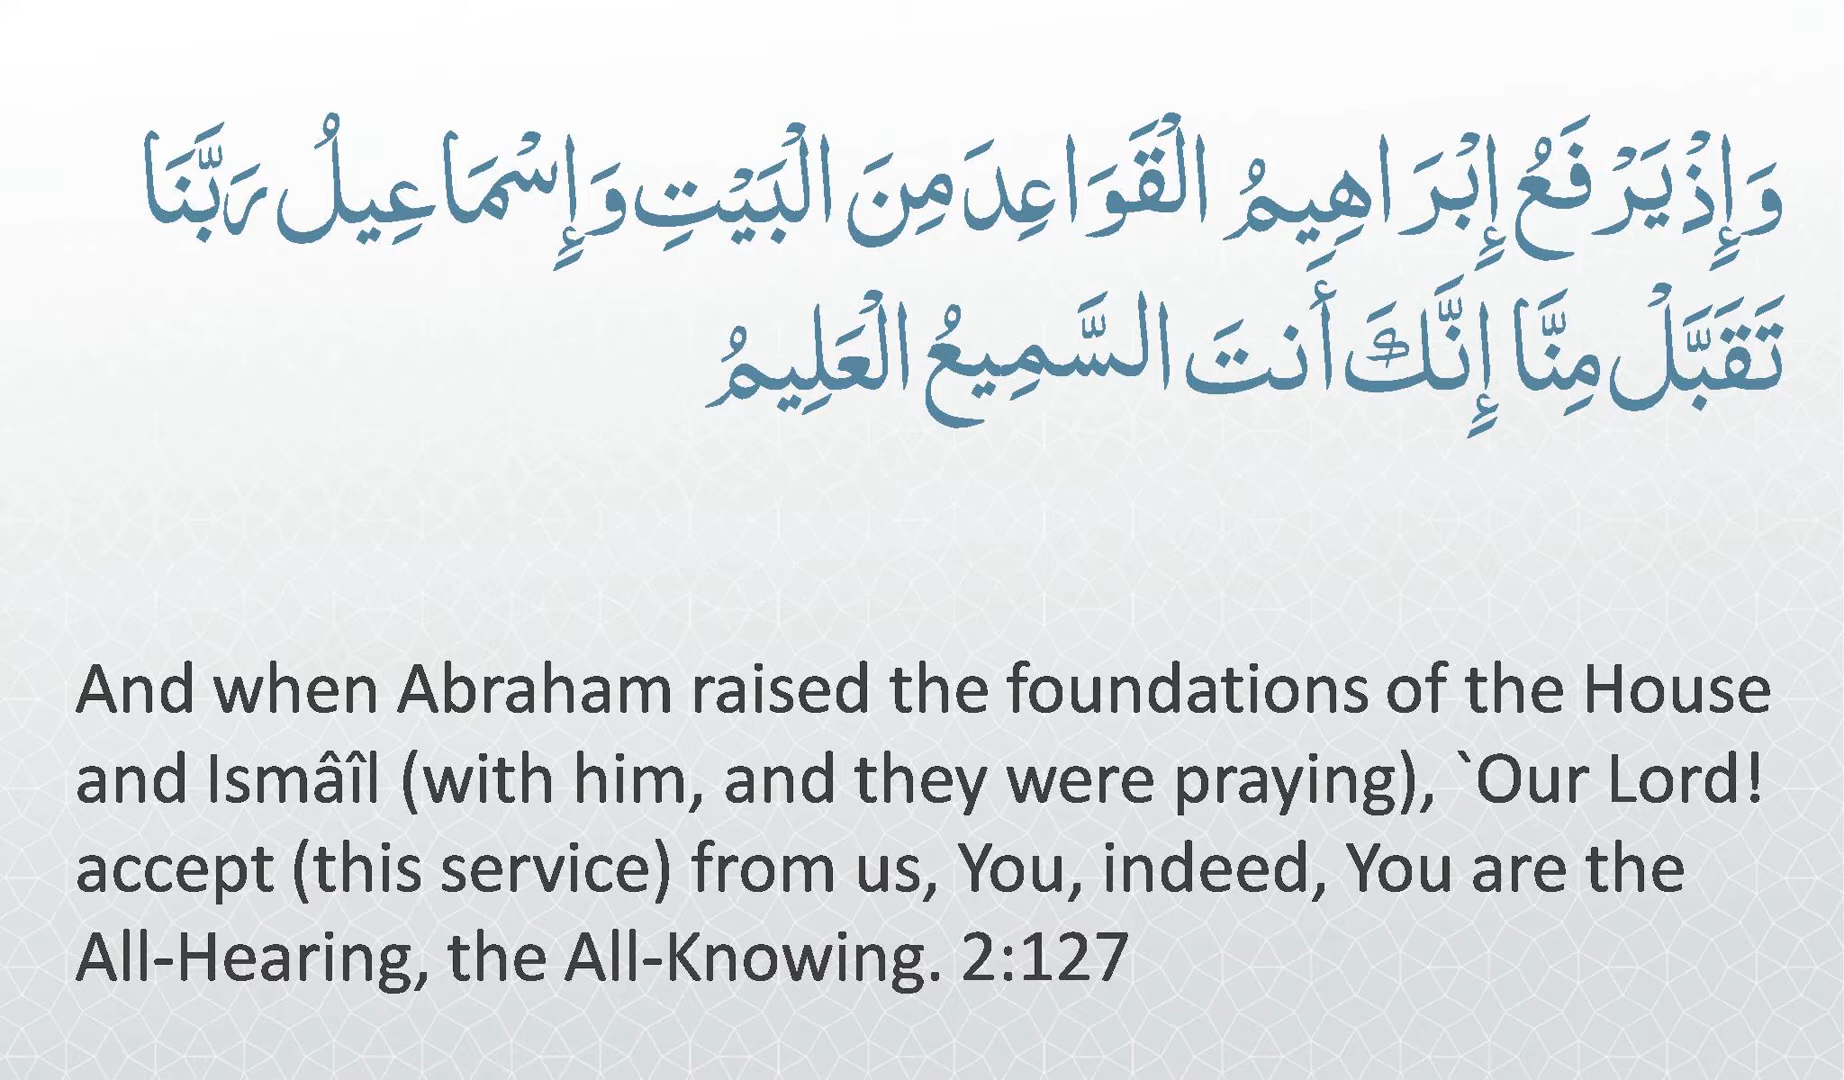 وَإِذْ يَرْفَعُ إِبْرَاهِيمُ الْقَوَاعِدَ مِنَ الْبَيْتِ وَإِسْمَاعِيلُ رَبَّنَا
تَقَبَّلْ مِنَّا إِنَّكَ أَنتَ السَّمِيعُ الْعَلِيمُ
And when Abraham raised the foundations of the House
and Ismâîl (with him, and they were praying), `Our Lord!
accept (this service) from us, You, indeed, You are the
All-Hearing, the All-Knowing. 2:127